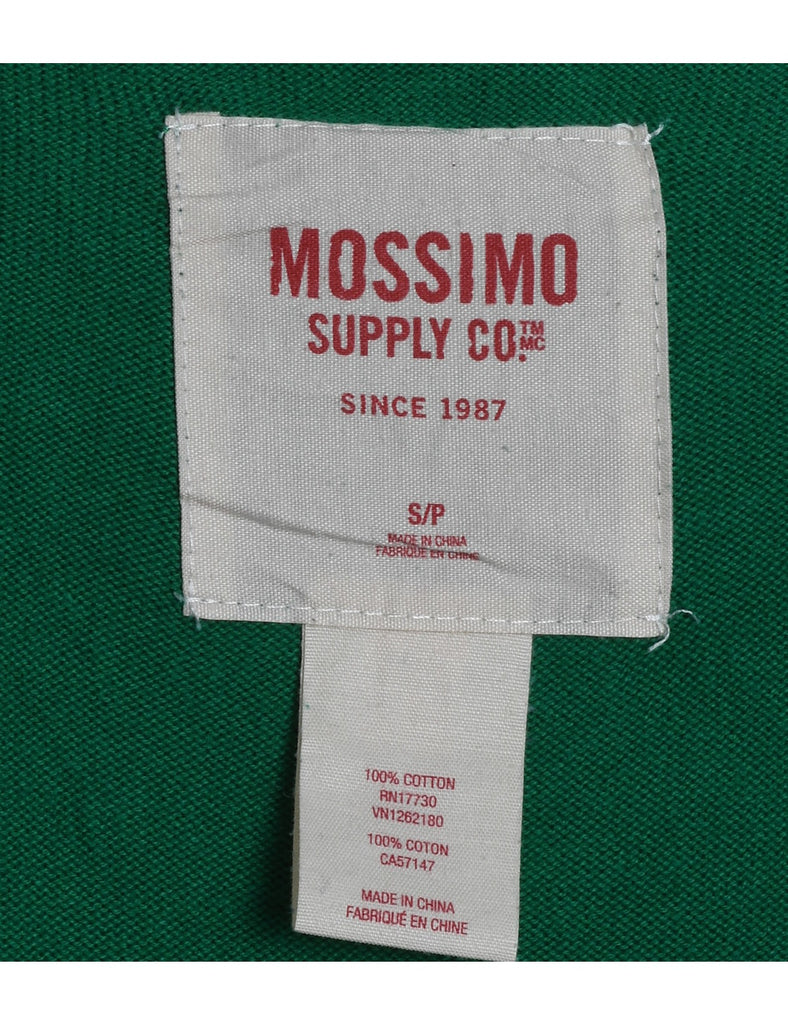 MOSSIMO
SUPPLY CO.™ MC
SINCE 1987
S/P
MADE IN CHINA
FABRIQUÉ EN CHINE
100% COTTON
RN17730
VN1262180
100% COTON
CA57147
MADE IN CHINA
FABRIQUÉ EN CHINE